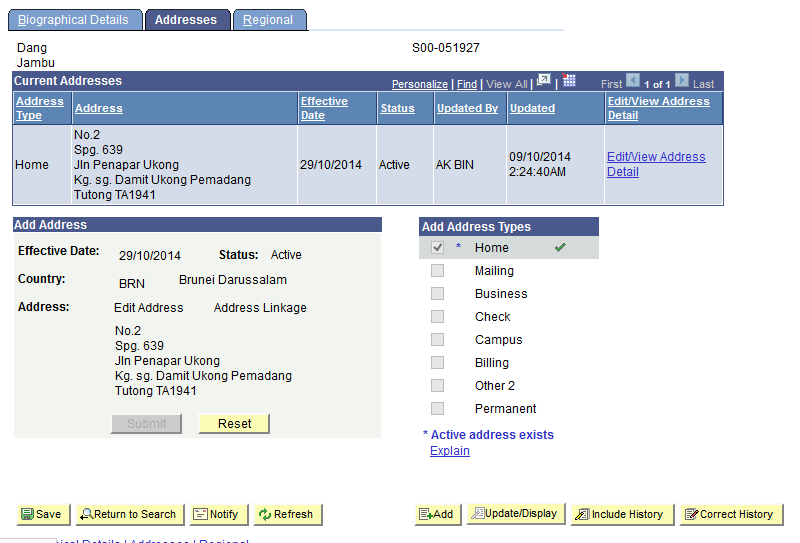 Biographical Details Addresses Regional
Dang S00-051927
Jambu
Current Addresses Personalize | Find | View All | | First 1 of 1 Last
Address Type Address Effective Date Status Updated By Updated Edit/View Address Detail
Home
No.2
Spg. 639
Jln Penapar Ukong
Kg. sg. Damit Ukong Pemadang
Tutong TA1941
29/10/2014 Active AK BIN
09/10/2014
2:24:40AM
Edit/View Address
Detail
Add Address
Effective Date: 29/10/2014 Status: Active
Country: BRN Brunei Darussalam
Address: Edit Address Address Linkage
No.2
Spg. 639
Jln Penapar Ukong
Kg. sg. Damit Ukong Pemadang
Tutong TA1941
Submit Reset
Add Address Types
* Home
Mailing
Business
Check
Campus
Billing
Other 2
Permanent
* Active address exists
Explain
Save Return to Search Notify Refresh Add Update/Display Include History Correct History
Details | Addresses | Regional